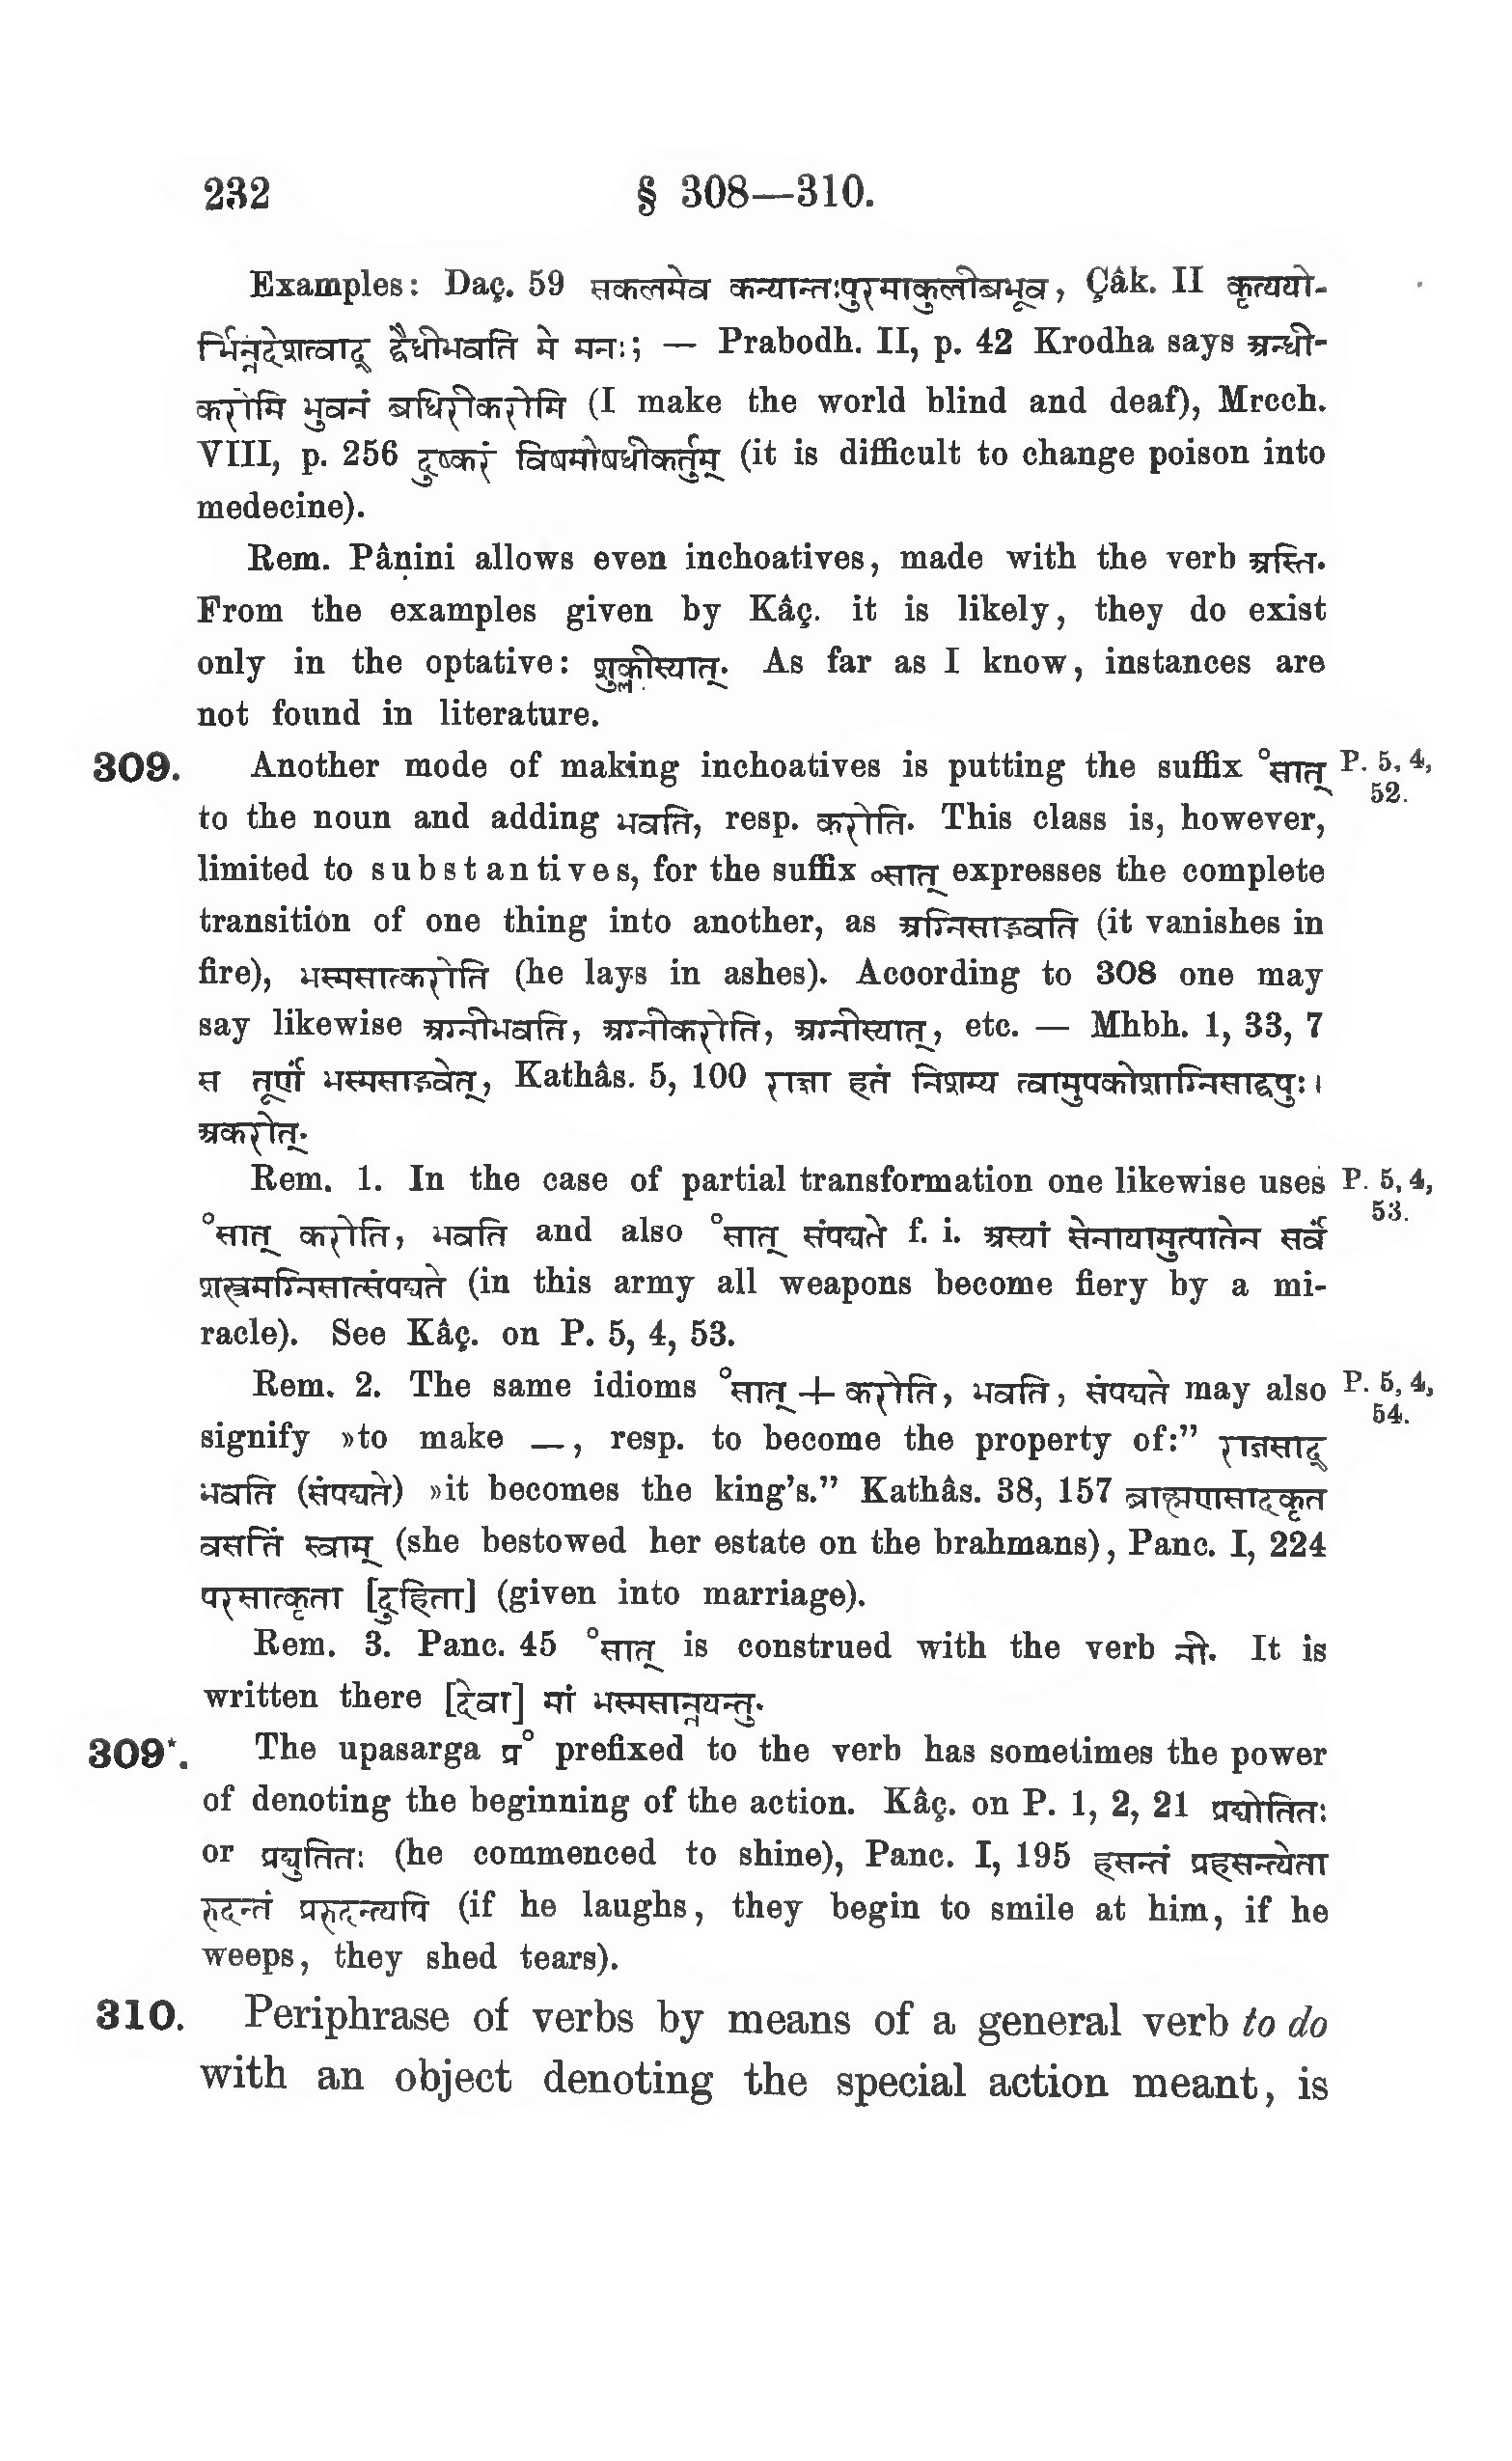 232 § 308—310.
Examples: Daç. 59 सकलमेव कन्यान्तःपुरमाकुलीबभूव, Çâk. II कृत्ययो-
र्भिन्नदेशत्वाद् द्वैधीभवति मे मनः; — Prabodh. II, p. 42 Krodha says अन्धी-
करोमि भुवनं बधिरीकरोमि (I make the world blind and deaf), Mrcch.
VIII, p. 256 दुष्करं विषमोषधीकर्तुम् (it is difficult to change poison into
medecine).
Rem. Pâṇini allows even inchoatives, made with the verb अस्ति.
From the examples given by Kâç. it is likely, they do exist
only in the optative: शुक्लीस्यात्. As far as I know, instances are
not found in literature.
309. Another mode of making inchoatives is putting the suffix °सात् P. 5, 4,
52.
to the noun and adding भवति, resp. करोति. This class is, however,
limited to substantives, for the suffix °सात् expresses the complete
transition of one thing into another, as अग्निसाद्भवति (it vanishes in
fire), भस्मसात्करोति (he lays in ashes). According to 308 one may
say likewise अग्नीभवति, अग्नीकरोति, अग्नीस्यात्, etc. — Mhbh. 1, 33, 7
स तूर्णं भस्मसाद्भवेत्, Kathâs. 5, 100 राज्ञा हतं निशम्य त्वामुपकोशाग्निसाद्वपुः।
अकरोत्.
Rem. 1. In the case of partial transformation one likewise uses P. 5, 4,
53.
°सात् करोति, भवति and also °सात् संपद्यते f. i. अस्यां सेनायामुत्पातेन सर्वं
शस्त्रमग्निसात्संपद्यते (in this army all weapons become fiery by a mi-
racle). See Kâç. on P. 5, 4, 53.
Rem. 2. The same idioms °सात् + करोति, भवति, संपद्यते may also P. 5, 4,
54.
signify »to make —, resp. to become the property of:” राजसाद्
भवति (संपद्यते) »it becomes the king’s.” Kathâs. 38, 157 ब्राह्मणसादकृत
वसतिं स्वाम् (she bestowed her estate on the brahmans), Panc. I, 224
परसात्कृता [दुहिता] (given into marriage).
Rem. 3. Panc. 45 °सात् is construed with the verb नी. It is
written there [देवा] मां भस्मसान्नयन्तु.
309*. The upasarga प्र° prefixed to the verb has sometimes the power
of denoting the beginning of the action. Kâç. on P. 1, 2, 21 प्रद्योतितः
or प्रद्युतितः (he commenced to shine), Panc. I, 195 हसन्तं प्रहसन्त्येता
रुदन्तं प्ररुदन्त्यपि (if he laughs, they begin to smile at him, if he
weeps, they shed tears).
310. Periphrase of verbs by means of a general verb to do
with an object denoting the special action meant, is